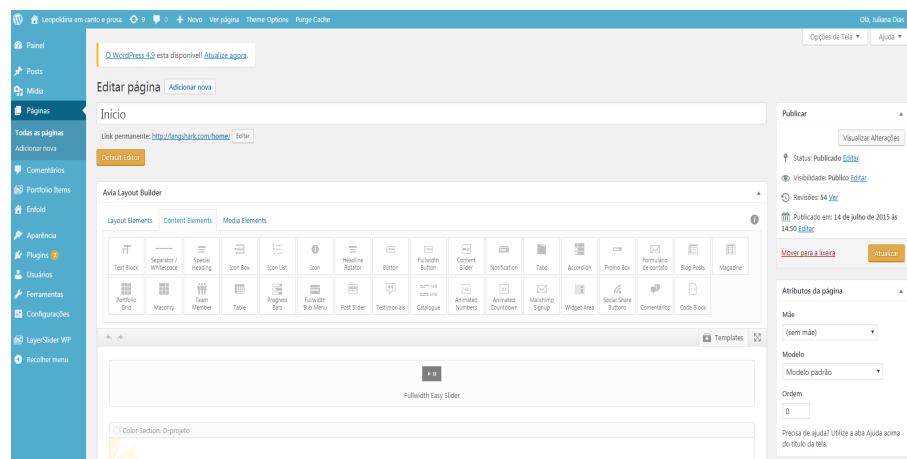 Leopoldina em canto e prosa 9 0 + Novo Ver página Theme Options Purge Cache Olá, Juliana Dias
Opções de Tela Ajuda
Painel
Posts
Mídia
Páginas
Todas as páginas
Adicionar nova
Comentários
Portfolio Items
Enfold
Aparência
Plugins 2
Usuários
Ferramentas
Configurações
LayerSlider WP
Recolher menu
O WordPress 4.9 está disponível! Atualize agora.
Editar página Adicionar nova
Início
Link permanente: http://langshark.com/home/ Editar
Default Editor
Avia Layout Builder
Layout Elements Content Elements Media Elements
Text Block Separator / Whitespace Special Heading Icon Box Icon List Icon Headline Rotator Button Fullwidth Button Content Slider Notification Tabs Accordion Promo Box Formulário de contato Blog Posts Magazine
Portfolio Grid Masonry Team Member Table Progress Bars Fullwidth Sub Menu Post Slider Testimonials Catalogue Animated Numbers Animated Countdown Mailchimp Signup Widget Area Social Share Buttons Comentários Code Block
Templates
Fullwidth Easy Slider
Color Section: O-projeto
Publicar
Visualizar Alterações
Status: Publicado Editar
Visibilidade: Público Editar
Revisões: 54 Ver
Publicado em: 14 de julho de 2015 às
14:50 Editar
Mover para a lixeira Atualizar
Atributos da página
Mãe
(sem mãe)
Modelo
Modelo padrão
Ordem
0
Precisa de ajuda? Utilize a aba Ajuda acima
do título da tela.